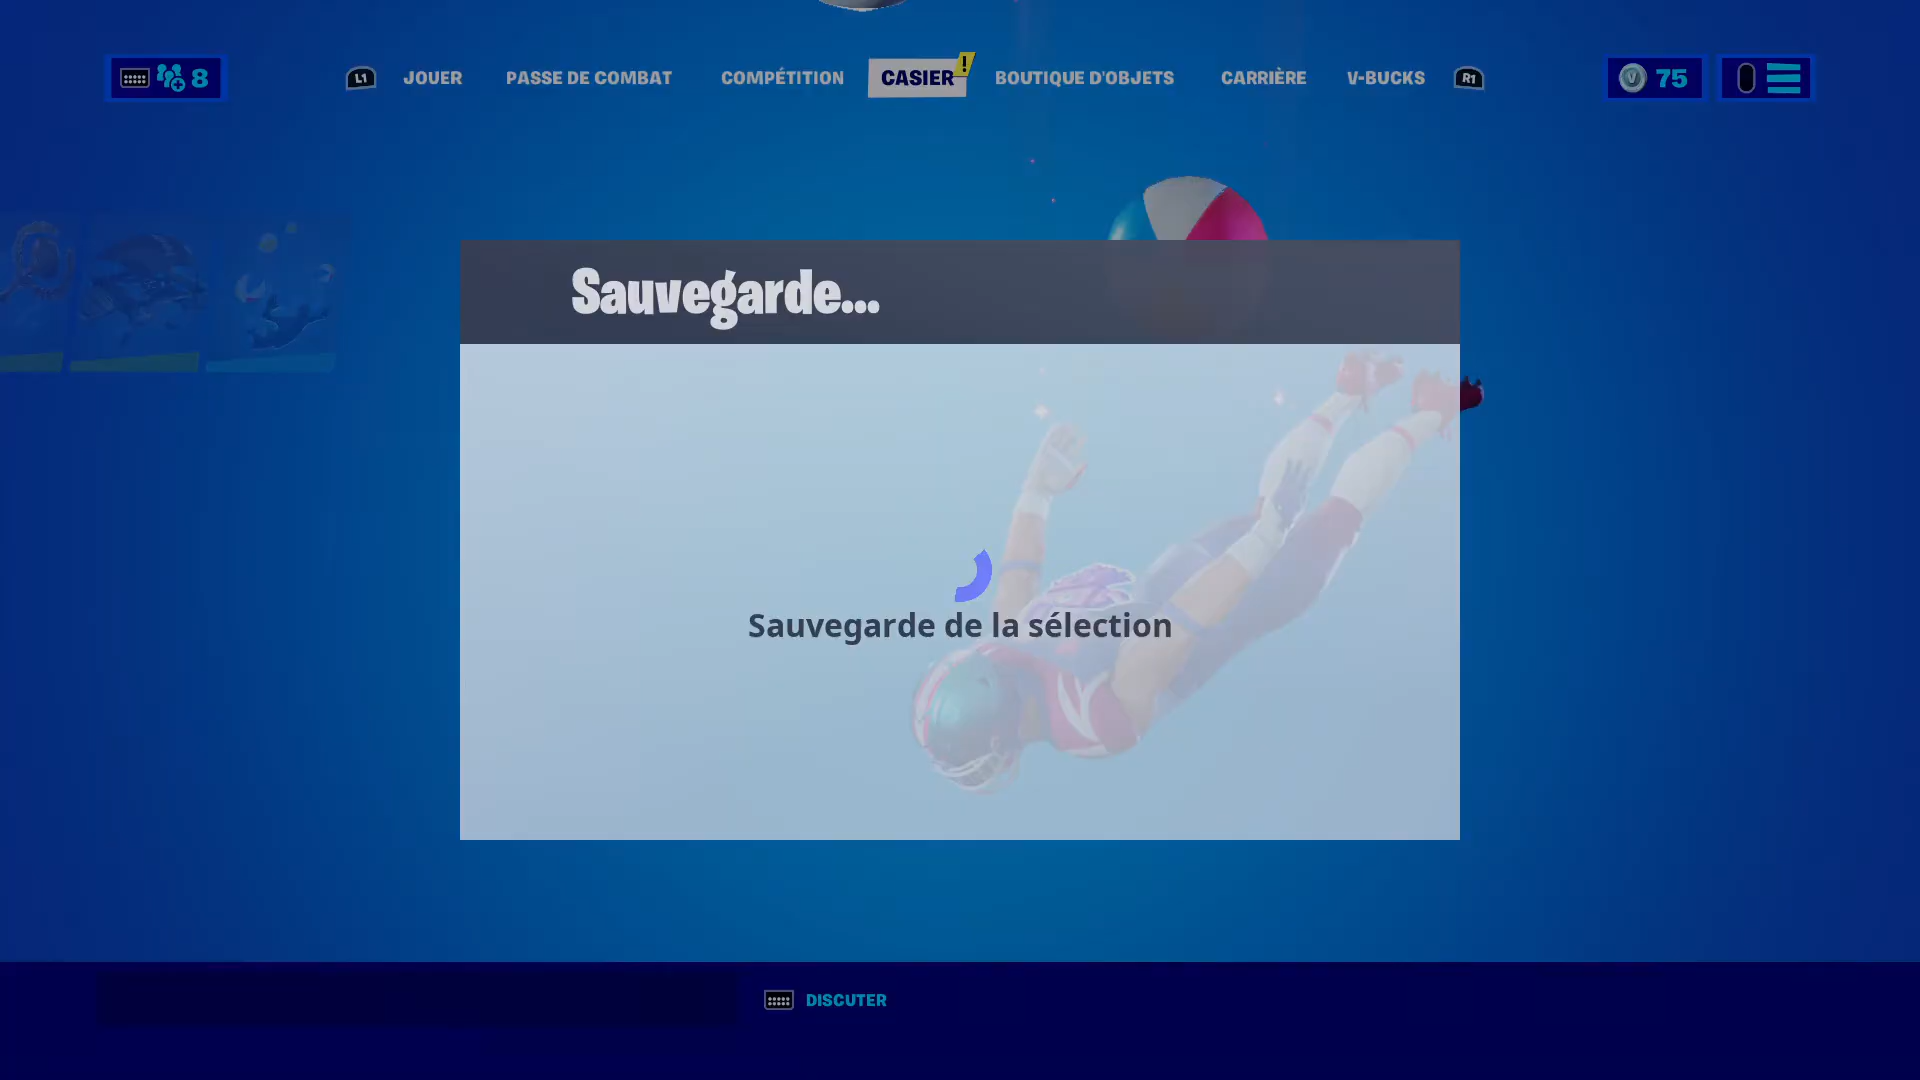 8
L1
JOUER
PASSE DE COMBAT
COMPÉTITION
CASIER
!
BOUTIQUE D'OBJETS
CARRIÈRE
V-BUCKS
R1
V
75
Sauvegarde...
Sauvegarde de la sélection
DISCUTER